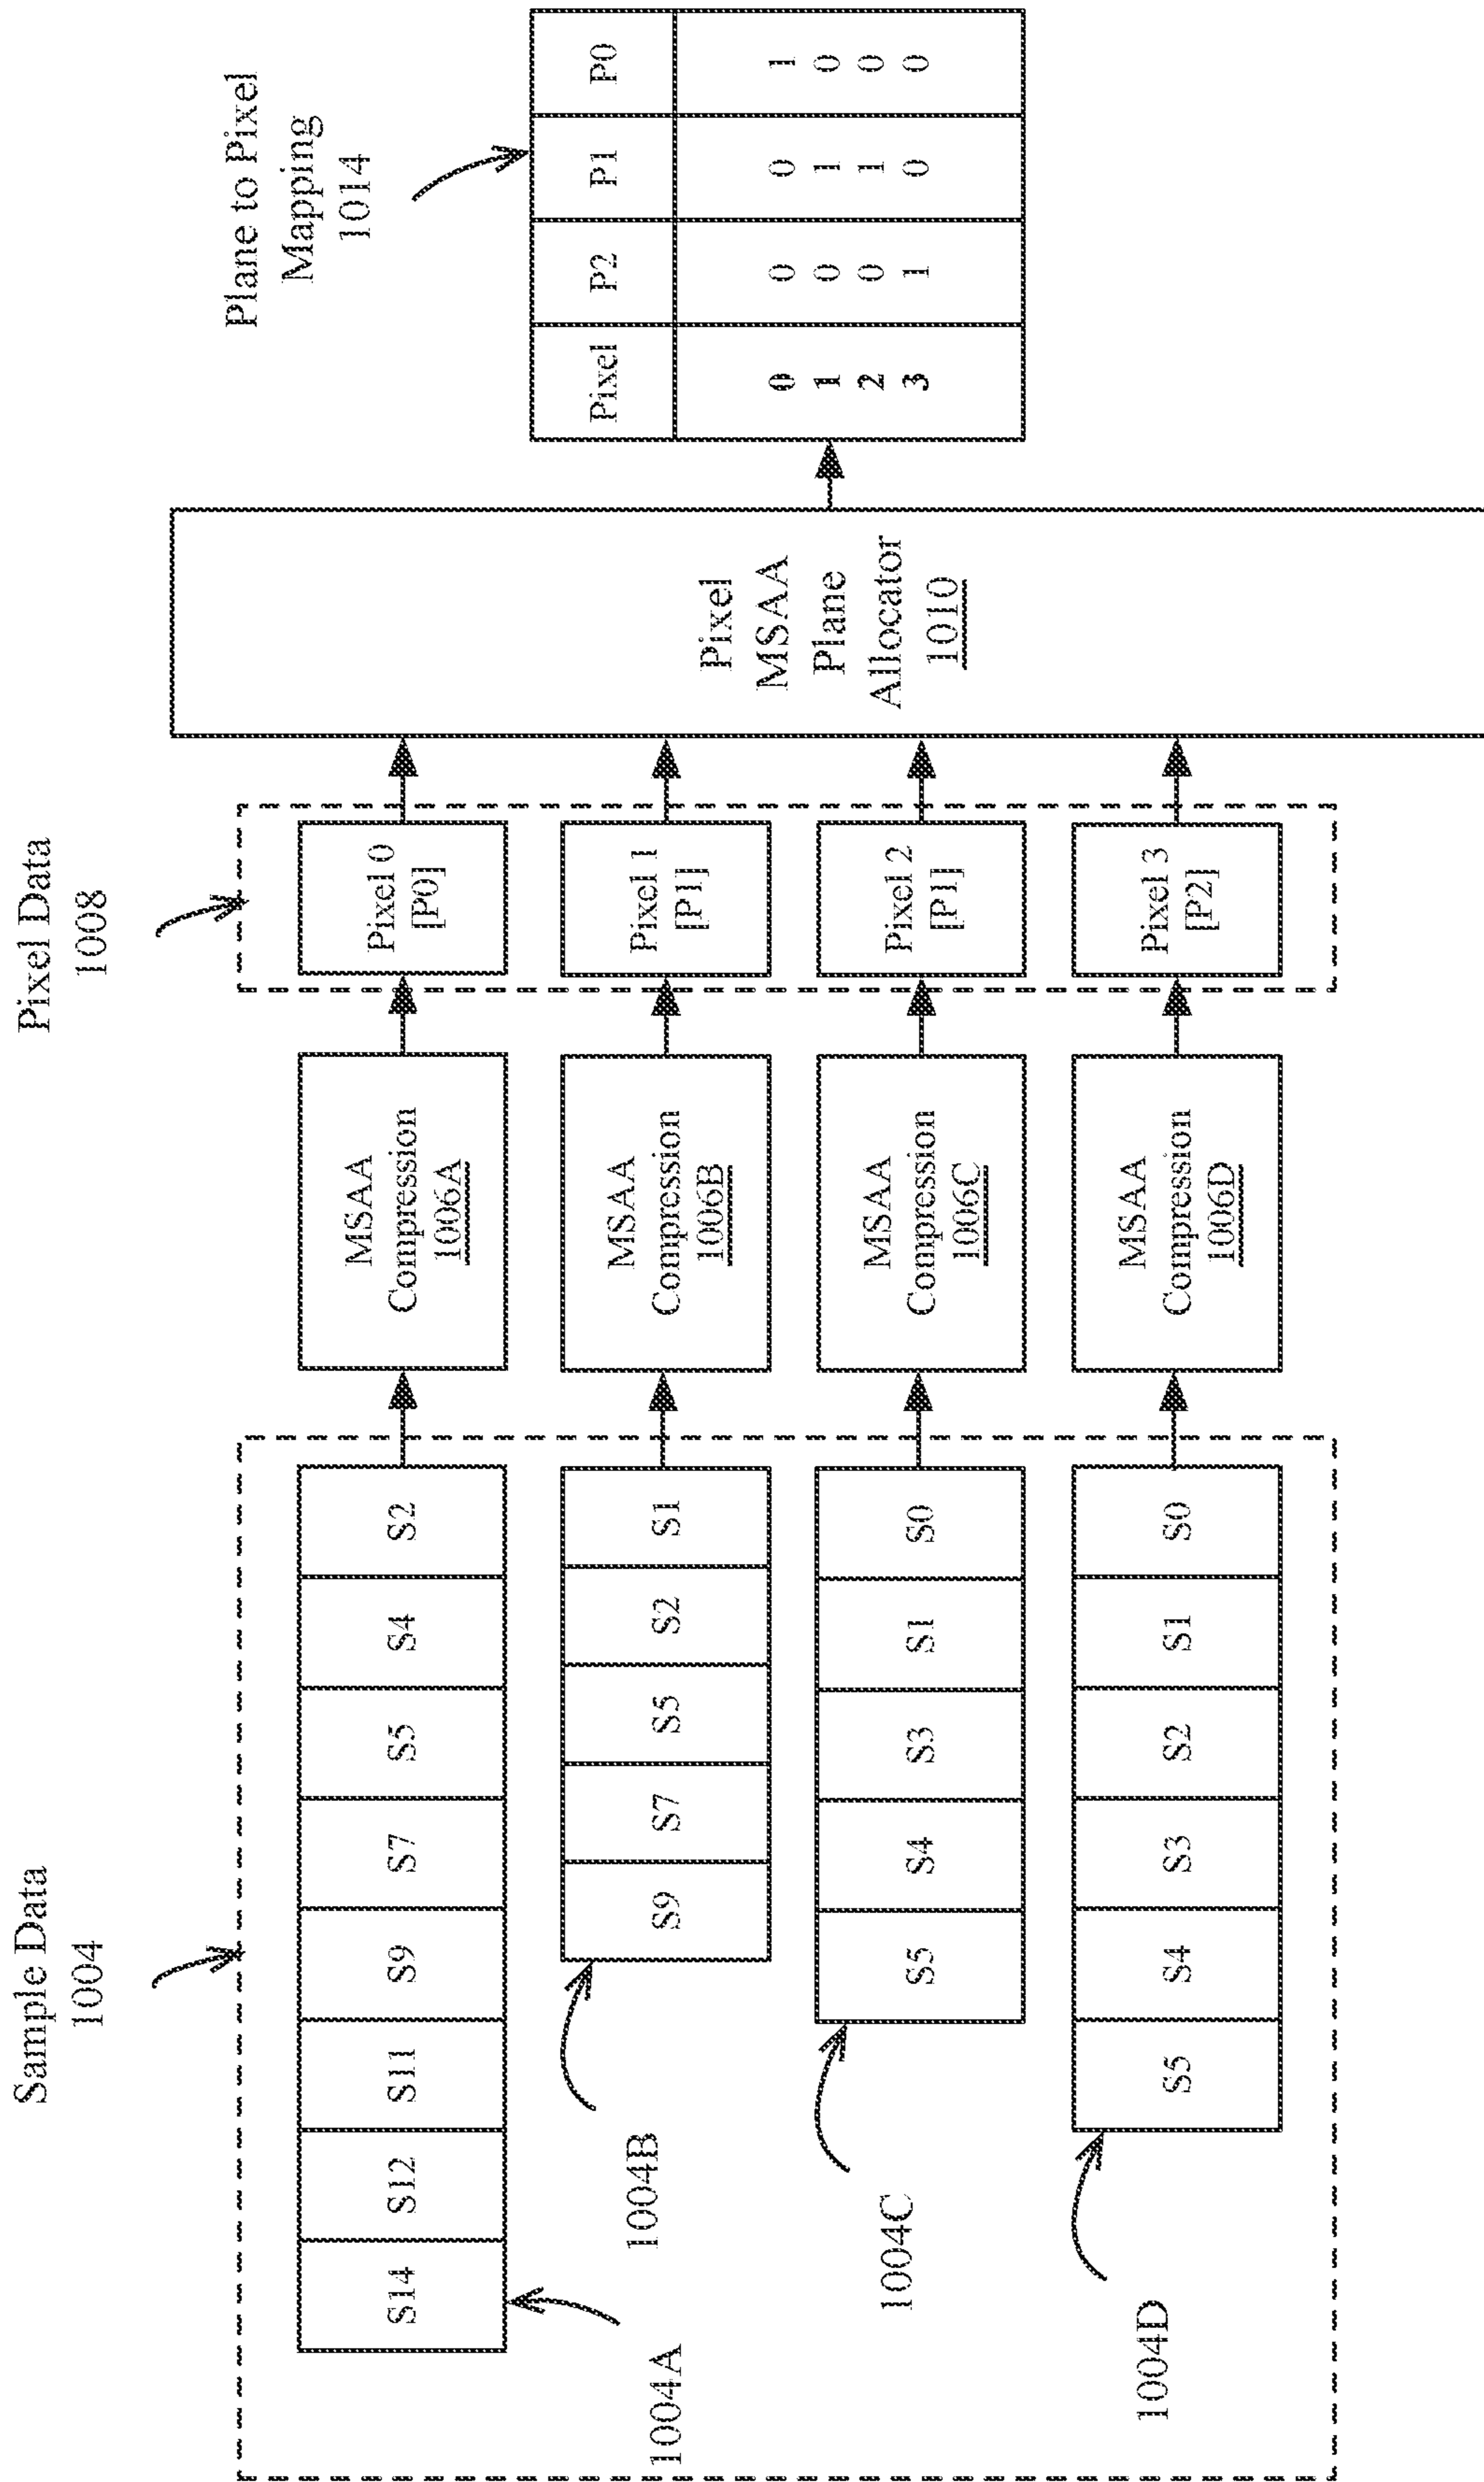 Sample Data
1004
Pixel Data
1008
Plane to Pixel
Mapping
1014
S14 S12 S11 S9 S7 S5 S4 S2
1004A
MSAA
Compression
1006A
Pixel 0
[P0]
S9 S7 S5 S2 S1
1004B
MSAA
Compression
1006B
Pixel 1
[P1]
S5 S4 S3 S1 S0
1004C
MSAA
Compression
1006C
Pixel 2
[P1]
S5 S4 S3 S2 S1 S0
1004D
MSAA
Compression
1006D
Pixel 3
[P2]
Pixel
MSAA
Plane
Allocator
1010
Pixel P2 P1 P0
0 0 0 1
1 0 1 0
2 0 1 0
3 1 0 0